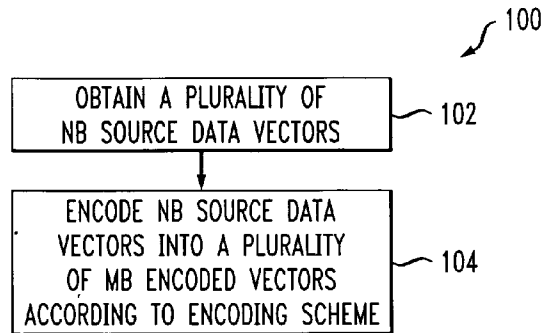 100
OBTAIN A PLURALITY OF
NB SOURCE DATA VECTORS
102
ENCODE NB SOURCE DATA
VECTORS INTO A PLURALITY
OF MB ENCODED VECTORS
ACCORDING TO ENCODING SCHEME
104